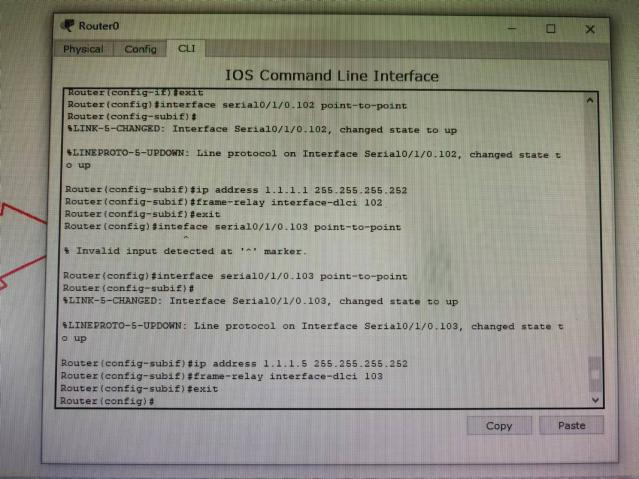 Router0
Physical Config CLI
IOS Command Line Interface
Router(config-if)#exit
Router(config)#interface serial0/1/0.102 point-to-point
Router(config-subif)#
%LINK-5-CHANGED: Interface Serial0/1/0.102, changed state to up
%LINEPROTO-5-UPDOWN: Line protocol on Interface Serial0/1/0.102, changed state t
o up
Router(config-subif)#ip address 1.1.1.1 255.255.255.252
Router(config-subif)#frame-relay interface-dlci 102
Router(config-subif)#exit
Router(config)#inteface serial0/1/0.103 point-to-point
^
% Invalid input detected at '^' marker.
Router(config)#interface serial0/1/0.103 point-to-point
Router(config-subif)#
%LINK-5-CHANGED: Interface Serial0/1/0.103, changed state to up
%LINEPROTO-5-UPDOWN: Line protocol on Interface Serial0/1/0.103, changed state t
o up
Router(config-subif)#ip address 1.1.1.5 255.255.255.252
Router(config-subif)#frame-relay interface-dlci 103
Router(config-subif)#exit
Router(config)#
Copy Paste